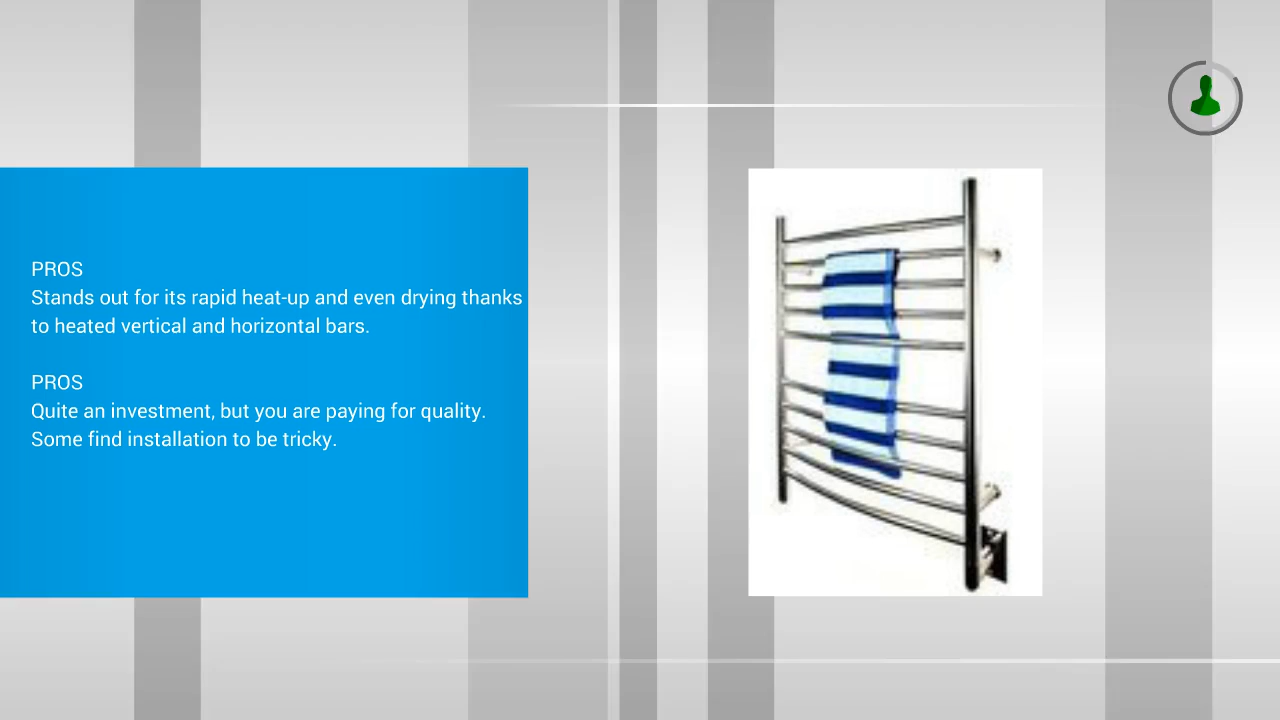 PROS
Stands out for its rapid heat-up and even drying thanks
to heated vertical and horizontal bars.
PROS
Quite an investment, but you are paying for quality.
Some find installation to be tricky.